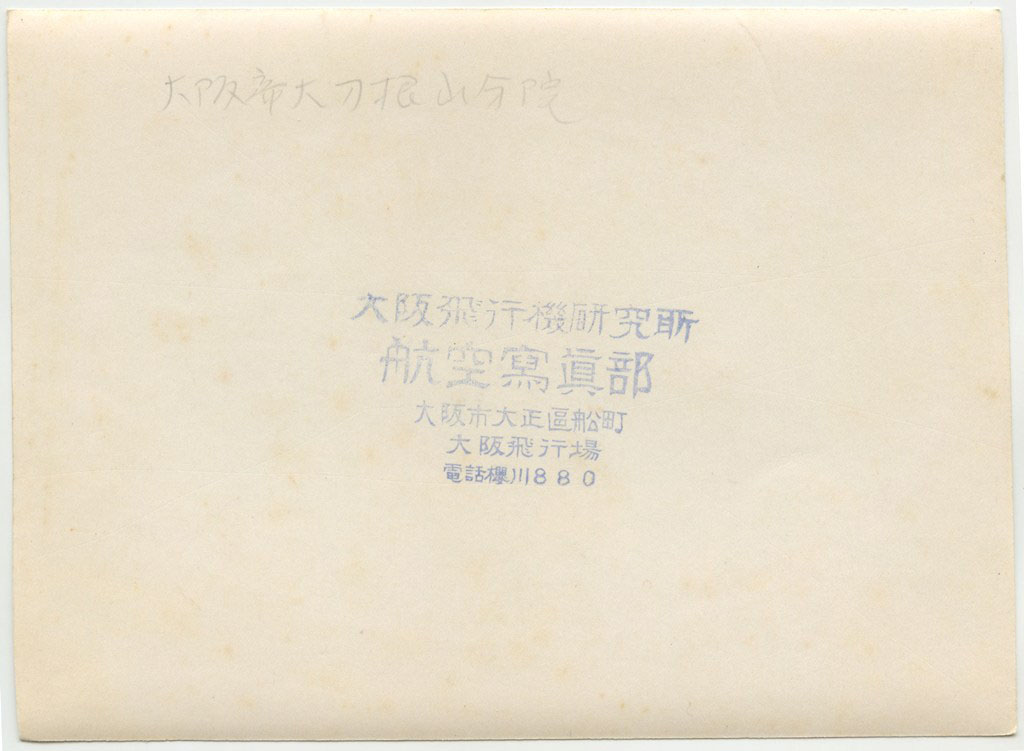 大阪帝大刀根山分院
大阪飛行機研究所
航空寫眞部
大阪市大正區船町
大阪飛行場
電話櫻川880